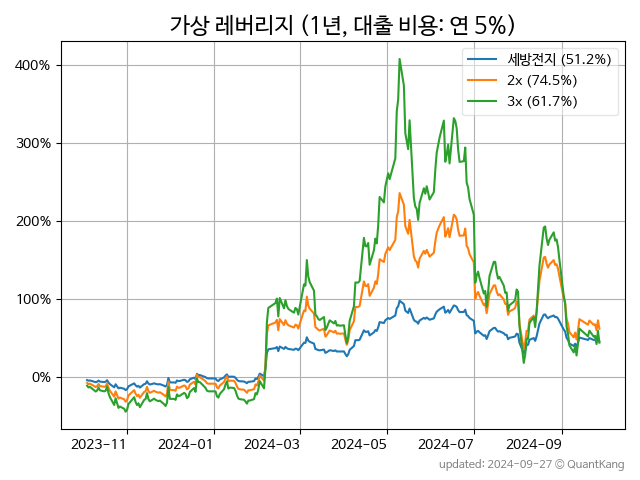 가상 레버리지 (1년, 대출 비용: 연 5%)
400%
300%
200%
100%
0%
세방전지 (51.2%)
2x (74.5%)
3x (61.7%)
2023-11
2024-01
2024-03
2024-05
2024-07
2024-09
updated: 2024-09-27 © QuantKang